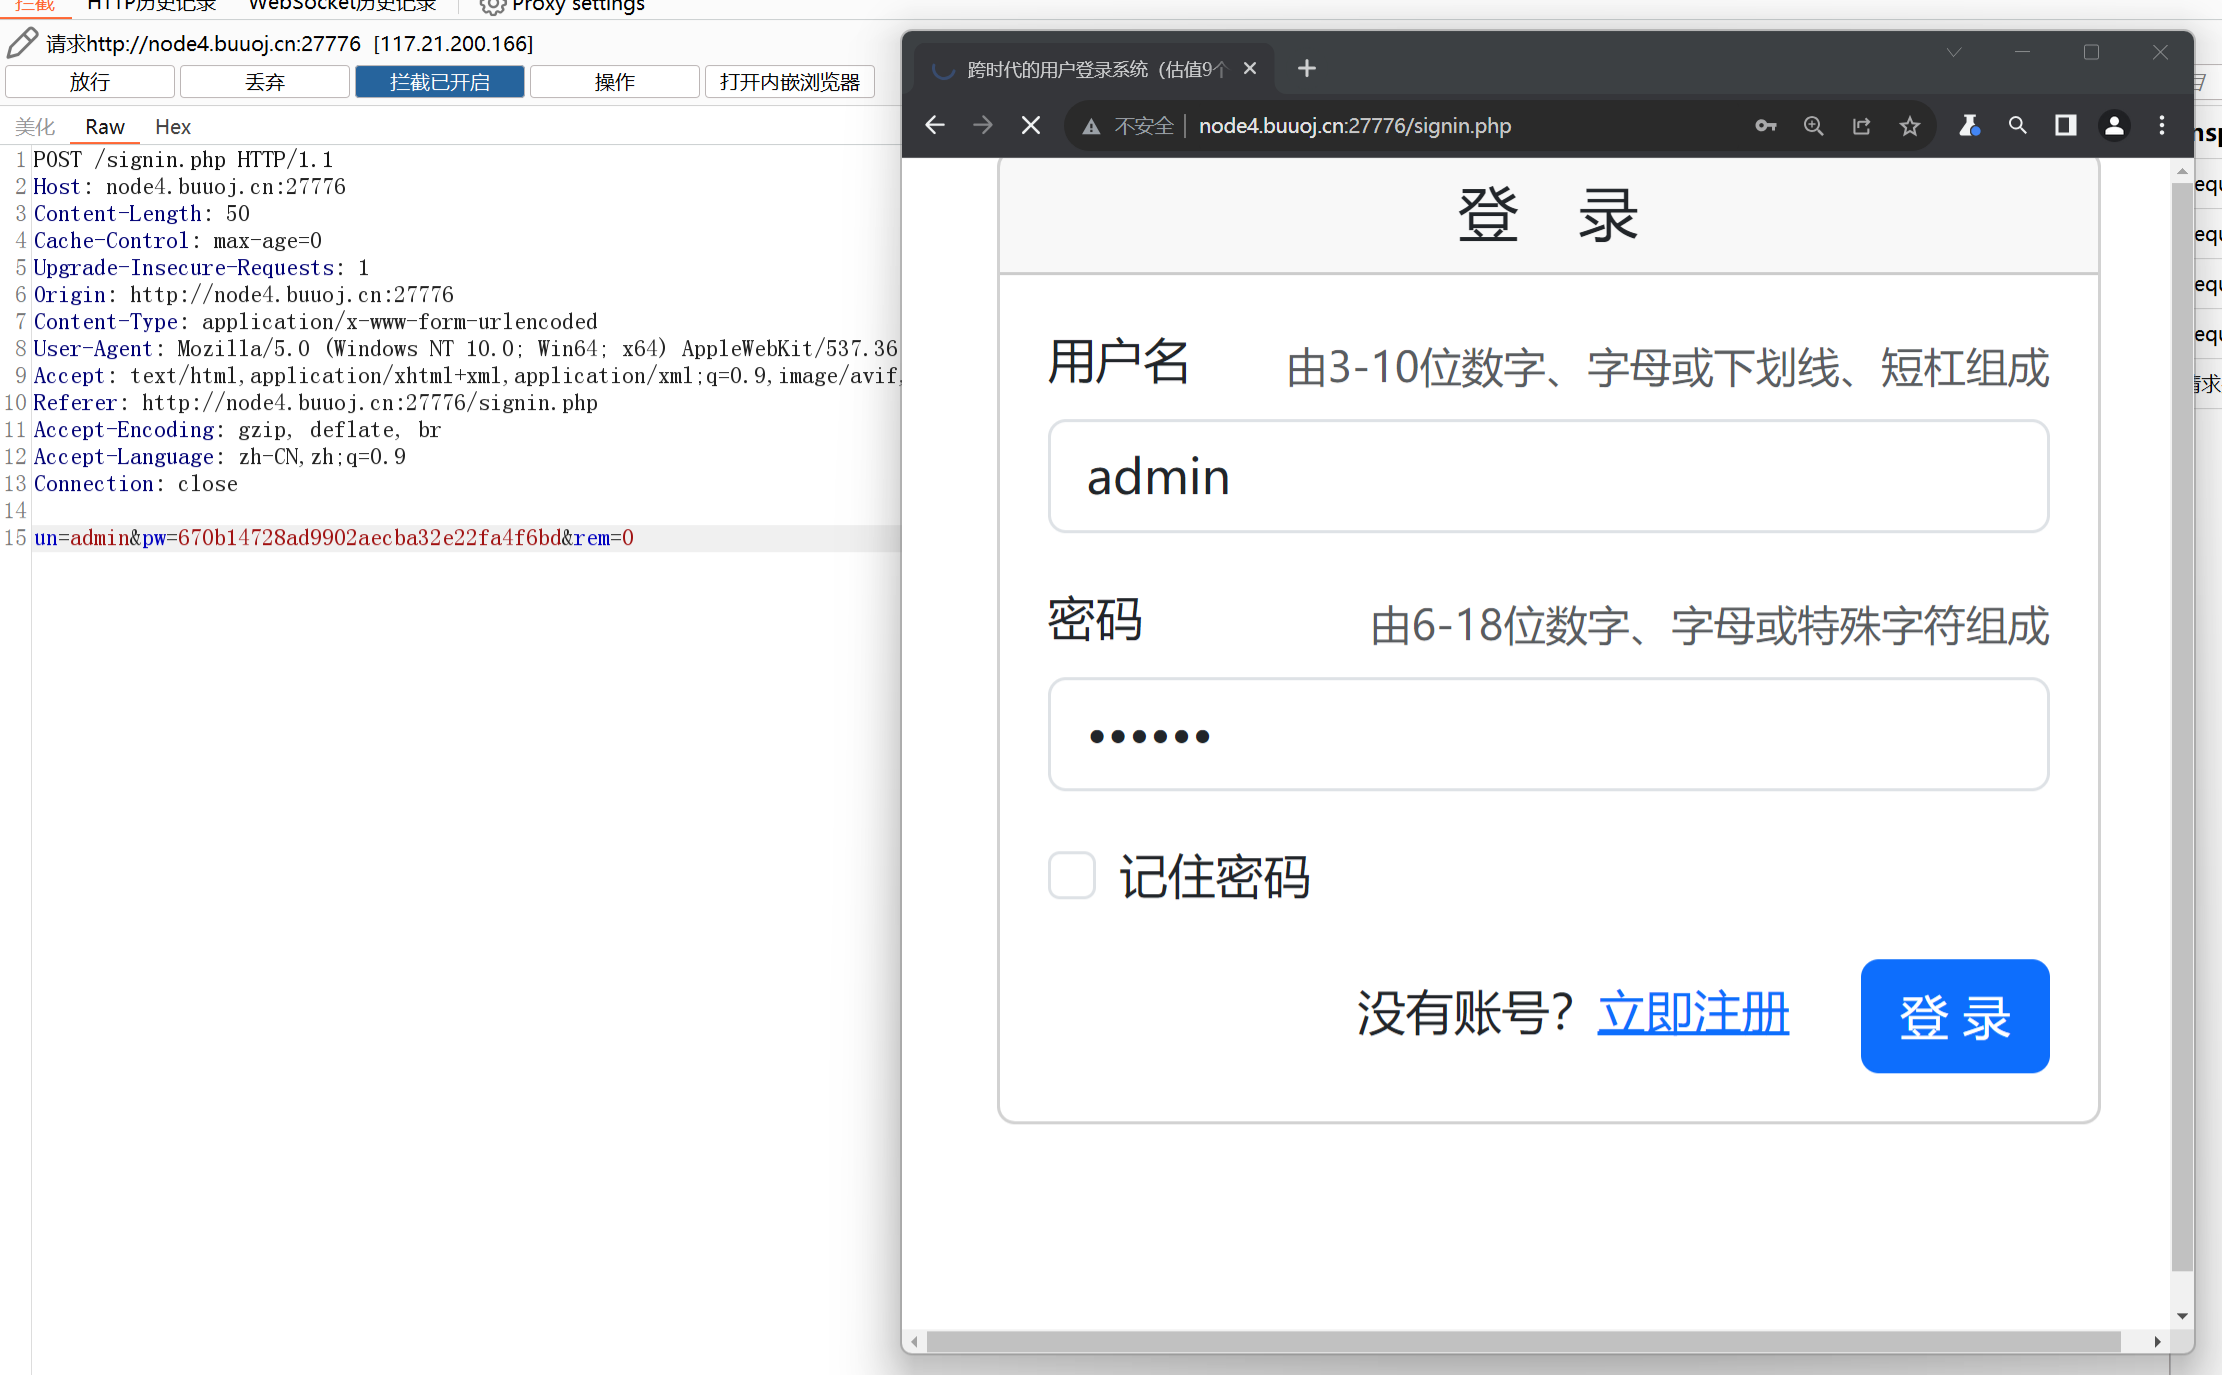 拦截 HTTP历史记录 WebSocket历史记录 Proxy settings
请求http://node4.buuoj.cn:27776 [117.21.200.166]
放行 丢弃 拦截已开启 操作 打开内嵌浏览器
美化 Raw Hex
1 POST /signin.php HTTP/1.1
2 Host: node4.buuoj.cn:27776
3 Content-Length: 50
4 Cache-Control: max-age=0
5 Upgrade-Insecure-Requests: 1
6 Origin: http://node4.buuoj.cn:27776
7 Content-Type: application/x-www-form-urlencoded
8 User-Agent: Mozilla/5.0 (Windows NT 10.0; Win64; x64) AppleWebKit/537.36
9 Accept: text/html,application/xhtml+xml,application/xml;q=0.9,image/avif,
10 Referer: http://node4.buuoj.cn:27776/signin.php
11 Accept-Encoding: gzip, deflate, br
12 Accept-Language: zh-CN,zh;q=0.9
13 Connection: close
14
15 un=admin&pw=670b14728ad9902aecba32e22fa4f6bd&rem=0
跨时代的用户登录系统（估值9个
不安全 node4.buuoj.cn:27776/signin.php
登 录
用户名 由3-10位数字、字母或下划线、短杠组成
admin
密码 由6-18位数字、字母或特殊字符组成
••••••
记住密码
没有账号？立即注册 登 录